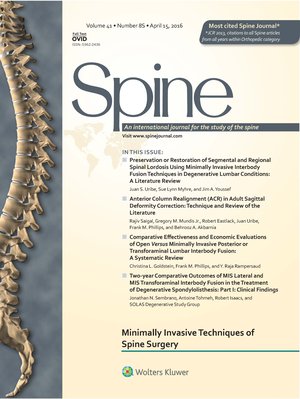 Volume 41 • Number 8S • April 15, 2016
Most cited Spine Journal*
*JCR 2013, citations to all Spine articles
from all years within Orthopedic category
Full Text
OVID
ISSN: 0362-2436
Spine
An international journal for the study of the spine
Visit www.spinejournal.com
IN THIS ISSUE:
Preservation or Restoration of Segmental and Regional
Spinal Lordosis Using Minimally Invasive Interbody
Fusion Techniques in Degenerative Lumbar Conditions:
A Literature Review
Juan S. Uribe, Sue Lynn Myhre, and Jim A. Youssef
Anterior Column Realignment (ACR) in Adult Sagittal
Deformity Correction: Technique and Review of the
Literature
Rajiv Saigal, Gregory M. Mundis Jr., Robert Eastlack, Juan Uribe,
Frank M. Phillips, and Behrooz A. Akbarnia
Comparative Effectiveness and Economic Evaluations
of Open Versus Minimally Invasive Posterior or
Transforaminal Lumbar Interbody Fusion:
A Systematic Review
Christina L. Goldstein, Frank M. Phillips, and Y. Raja Rampersaud
Two-year Comparative Outcomes of MIS Lateral and
MIS Transforaminal Interbody Fusion in the Treatment
of Degenerative Spondylolisthesis: Part I: Clinical Findings
Jonathan N. Sembrano, Antoine Tohmeh, Robert Isaacs, and
SOLAS Degenerative Study Group
Minimally Invasive Techniques of
Spine Surgery
Wolters Kluwer